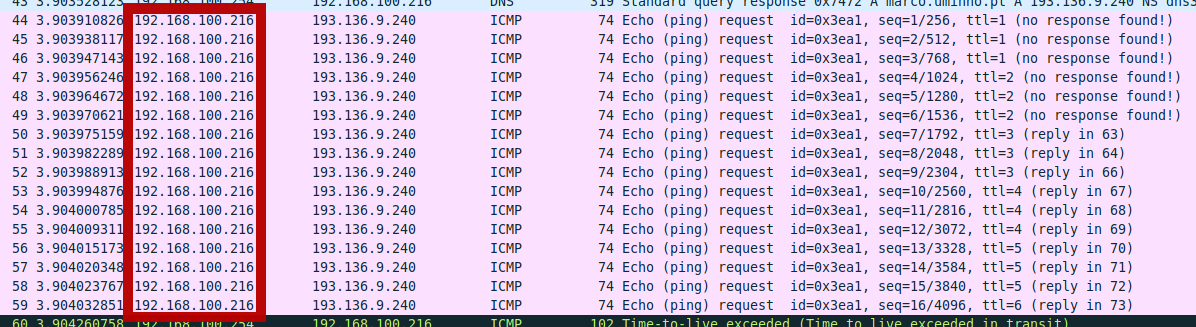 43 3.903528123 192.168.100.254 192.168.100.216 DNS 319 Standard query response 0x7472 A marco.uminho.pt A 193.136.9.240 NS dns3
44 3.903910826 192.168.100.216 193.136.9.240 ICMP 74 Echo (ping) request id=0x3ea1, seq=1/256, ttl=1 (no response found!)
45 3.903938117 192.168.100.216 193.136.9.240 ICMP 74 Echo (ping) request id=0x3ea1, seq=2/512, ttl=1 (no response found!)
46 3.903947143 192.168.100.216 193.136.9.240 ICMP 74 Echo (ping) request id=0x3ea1, seq=3/768, ttl=1 (no response found!)
47 3.903956246 192.168.100.216 193.136.9.240 ICMP 74 Echo (ping) request id=0x3ea1, seq=4/1024, ttl=2 (no response found!)
48 3.903964672 192.168.100.216 193.136.9.240 ICMP 74 Echo (ping) request id=0x3ea1, seq=5/1280, ttl=2 (no response found!)
49 3.903970621 192.168.100.216 193.136.9.240 ICMP 74 Echo (ping) request id=0x3ea1, seq=6/1536, ttl=2 (no response found!)
50 3.903975159 192.168.100.216 193.136.9.240 ICMP 74 Echo (ping) request id=0x3ea1, seq=7/1792, ttl=3 (reply in 63)
51 3.903982289 192.168.100.216 193.136.9.240 ICMP 74 Echo (ping) request id=0x3ea1, seq=8/2048, ttl=3 (reply in 64)
52 3.903988913 192.168.100.216 193.136.9.240 ICMP 74 Echo (ping) request id=0x3ea1, seq=9/2304, ttl=3 (reply in 66)
53 3.903994876 192.168.100.216 193.136.9.240 ICMP 74 Echo (ping) request id=0x3ea1, seq=10/2560, ttl=4 (reply in 67)
54 3.904000785 192.168.100.216 193.136.9.240 ICMP 74 Echo (ping) request id=0x3ea1, seq=11/2816, ttl=4 (reply in 68)
55 3.904009311 192.168.100.216 193.136.9.240 ICMP 74 Echo (ping) request id=0x3ea1, seq=12/3072, ttl=4 (reply in 69)
56 3.904015173 192.168.100.216 193.136.9.240 ICMP 74 Echo (ping) request id=0x3ea1, seq=13/3328, ttl=5 (reply in 70)
57 3.904020348 192.168.100.216 193.136.9.240 ICMP 74 Echo (ping) request id=0x3ea1, seq=14/3584, ttl=5 (reply in 71)
58 3.904023767 192.168.100.216 193.136.9.240 ICMP 74 Echo (ping) request id=0x3ea1, seq=15/3840, ttl=5 (reply in 72)
59 3.904032851 192.168.100.216 193.136.9.240 ICMP 74 Echo (ping) request id=0x3ea1, seq=16/4096, ttl=6 (reply in 73)
60 3.904260758 192.168.100.254 192.168.100.216 ICMP 102 Time-to-live exceeded (Time to live exceeded in transit)